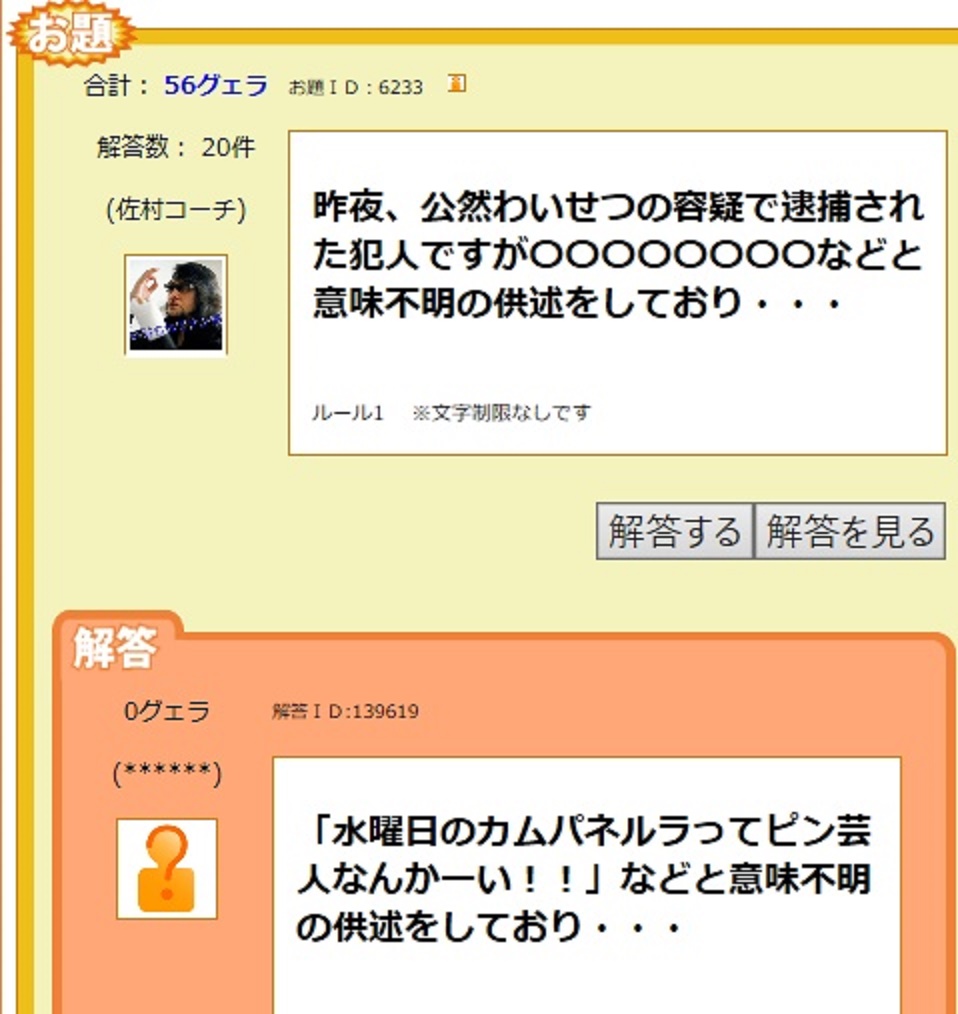 お題
合計： 56グェラ お題ＩＤ：6233
解答数： 20件
(佐村コーチ)
昨夜、公然わいせつの容疑で逮捕され
た犯人ですが〇〇〇〇〇〇〇〇などと
意味不明の供述をしており・・・
ルール1 ※文字制限なしです
解答する 解答を見る
解答
0グェラ 解答ＩＤ:139619
(******)
「水曜日のカムパネルラってピン芸
人なんかーい！！」などと意味不明
の供述をしており・・・